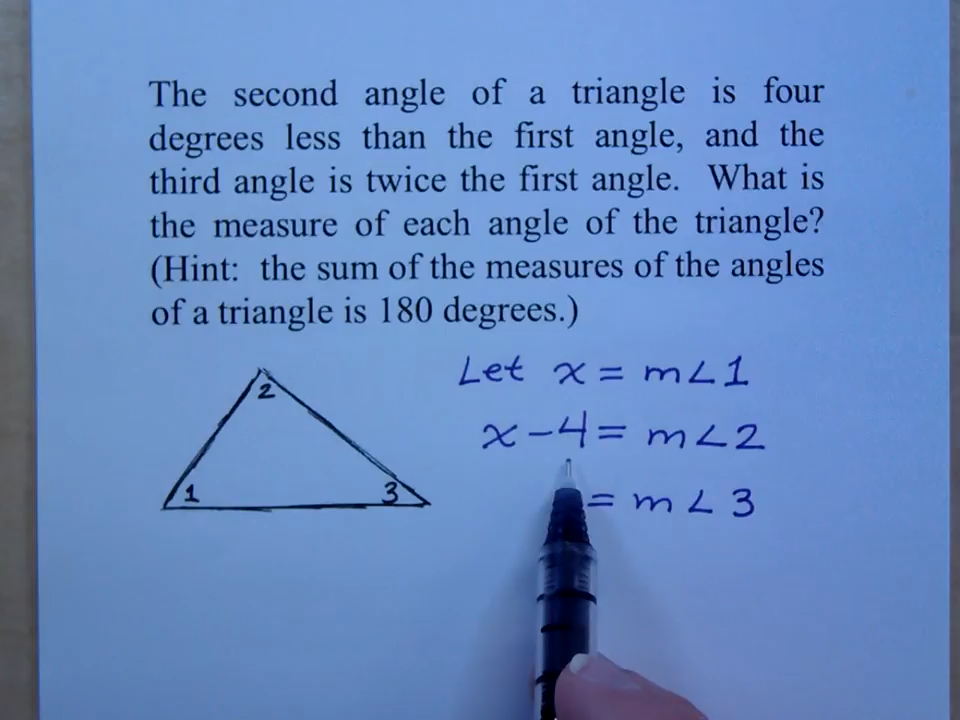 The second angle of a triangle is four
degrees less than the first angle, and the
third angle is twice the first angle. What is
the measure of each angle of the triangle?
(Hint: the sum of the measures of the angles
of a triangle is 180 degrees.)
Let x = m∠1
x - 4 = m∠2
= m∠3
2
1
3